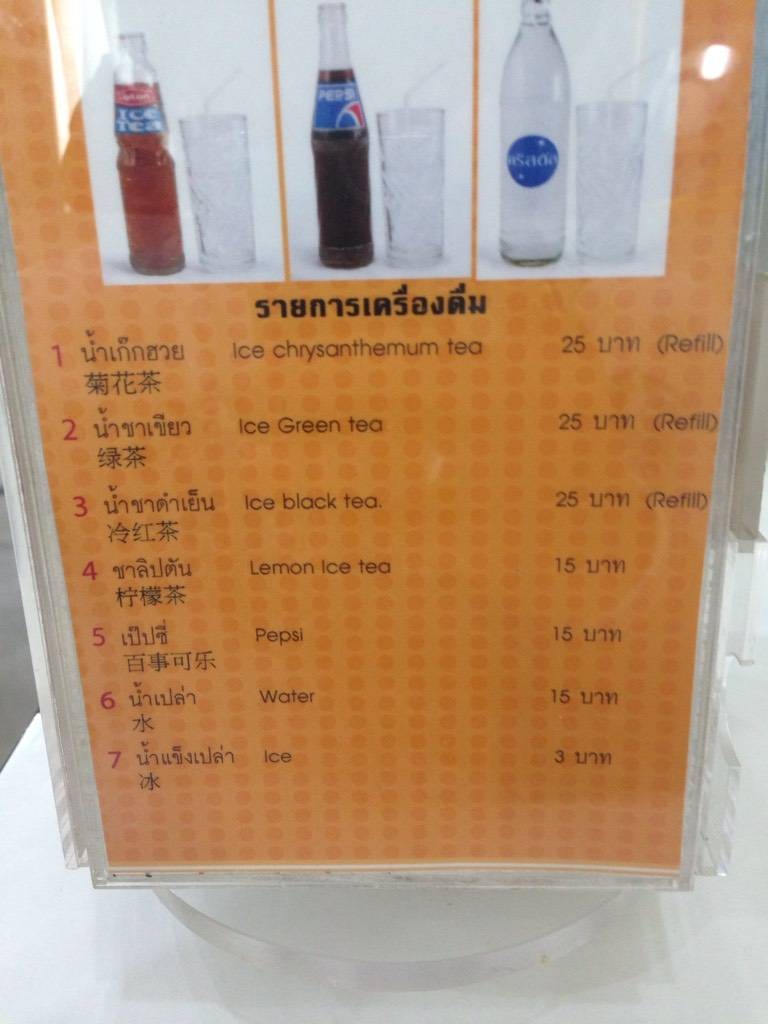 ICE
Tea
PEPSI
คริสตัล
รายการเครื่องดื่ม
1 น้ำเก๊กฮวย Ice chrysanthemum tea 25 บาท (Refill)
菊花茶
2 น้ำชาเขียว Ice Green tea 25 บาท (Refill)
绿茶
3 น้ำชาดำเย็น Ice black tea. 25 บาท (Refill)
冷红茶
4 ชาลิปตัน Lemon Ice tea 15 บาท
柠檬茶
5 เป๊ปซี่ Pepsi 15 บาท
百事可乐
6 น้ำเปล่า Water 15 บาท
水
7 น้ำแข็งเปล่า Ice 3 บาท
冰